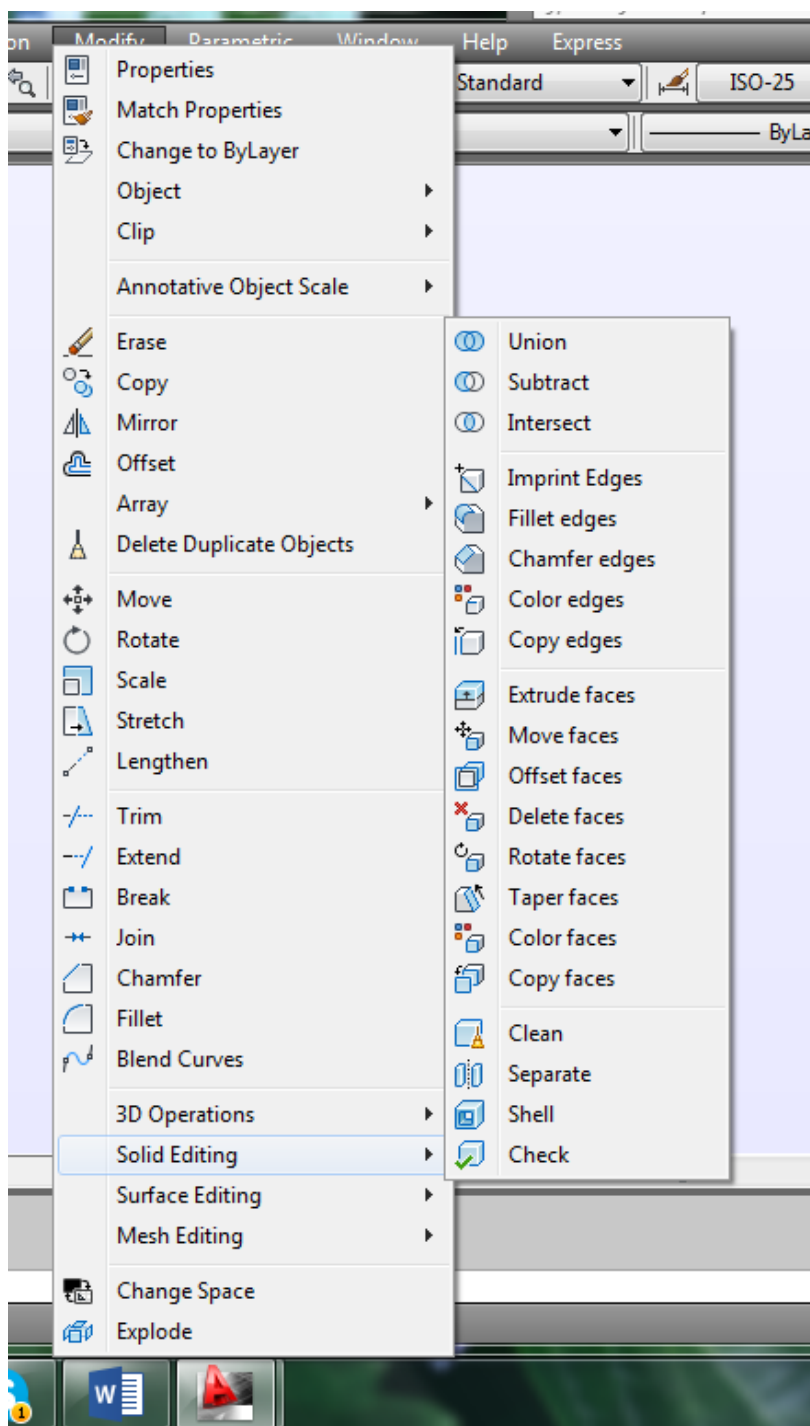 Modify Parametric Window Help Express
Standard ISO-25
ByLa
Properties
Match Properties
Change to ByLayer
Object
Clip
Annotative Object Scale
Erase
Copy
Mirror
Offset
Array
Delete Duplicate Objects
Move
Rotate
Scale
Stretch
Lengthen
Trim
Extend
Break
Join
Chamfer
Fillet
Blend Curves
3D Operations
Solid Editing
Surface Editing
Mesh Editing
Change Space
Explode
Union
Subtract
Intersect
Imprint Edges
Fillet edges
Chamfer edges
Color edges
Copy edges
Extrude faces
Move faces
Offset faces
Delete faces
Rotate faces
Taper faces
Color faces
Copy faces
Clean
Separate
Shell
Check
1
W